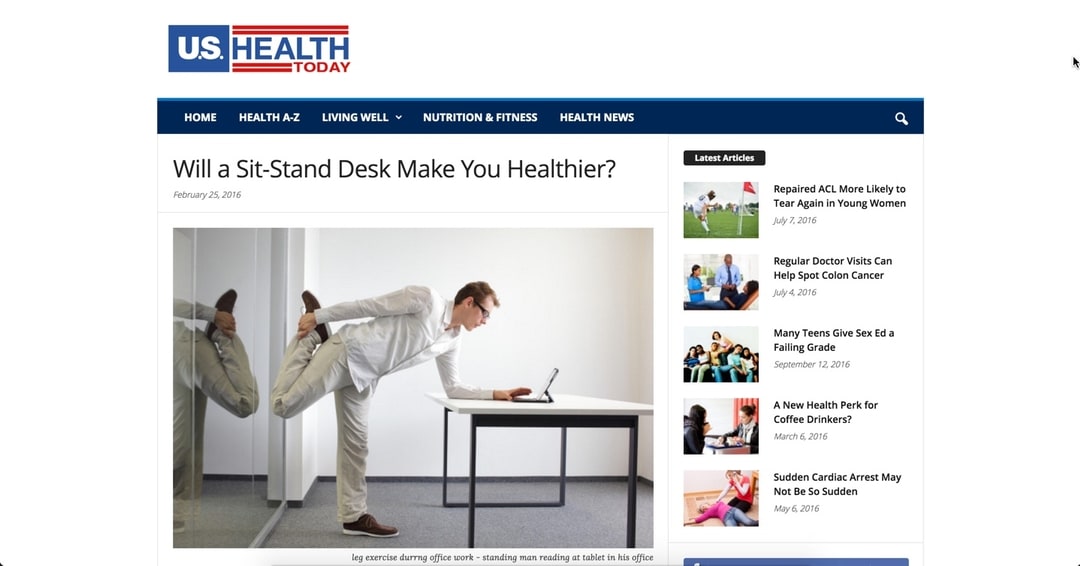 U.S. HEALTH
TODAY
HOME HEALTH A-Z LIVING WELL NUTRITION & FITNESS HEALTH NEWS
Will a Sit-Stand Desk Make You Healthier?
February 25, 2016
leg exercise durrng office work - standing man reading at tablet in his office
Latest Articles
Repaired ACL More Likely to
Tear Again in Young Women
July 7, 2016
Regular Doctor Visits Can
Help Spot Colon Cancer
July 4, 2016
Many Teens Give Sex Ed a
Failing Grade
September 12, 2016
A New Health Perk for
Coffee Drinkers?
March 6, 2016
Sudden Cardiac Arrest May
Not Be So Sudden
May 6, 2016